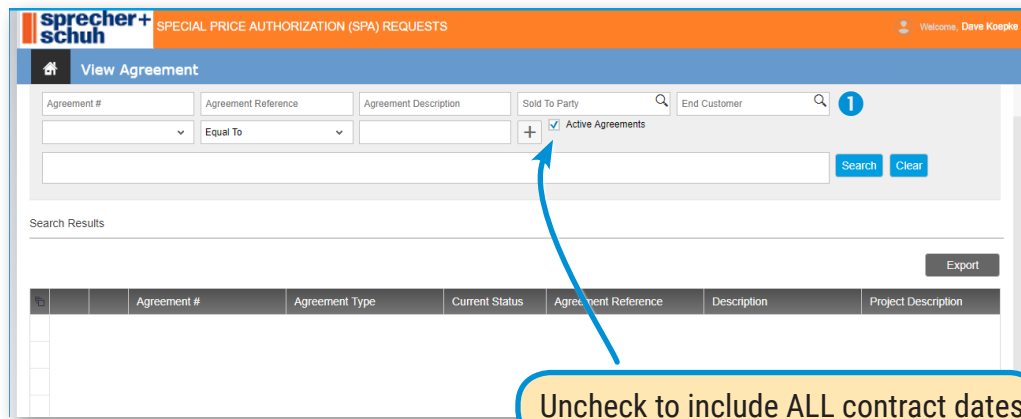 sprecher+
schuh
SPECIAL PRICE AUTHORIZATION (SPA) REQUESTS
Welcome, Dave Koepke
View Agreement
Agreement # Agreement Reference Agreement Description Sold To Party End Customer 1
Equal To + Active Agreements
Search Clear
Search Results
Export
Agreement # Agreement Type Current Status Agreement Reference Description Project Description
Uncheck to include ALL contract dates